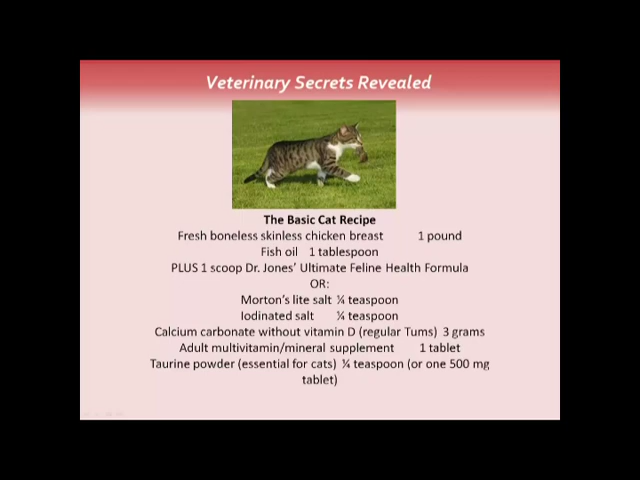 Veterinary Secrets Revealed
The Basic Cat Recipe
Fresh boneless skinless chicken breast 1 pound
Fish oil 1 tablespoon
PLUS 1 scoop Dr. Jones' Ultimate Feline Health Formula
OR:
Morton's lite salt ¼ teaspoon
Iodinated salt ¼ teaspoon
Calcium carbonate without vitamin D (regular Tums) 3 grams
Adult multivitamin/mineral supplement 1 tablet
Taurine powder (essential for cats) ¼ teaspoon (or one 500 mg
tablet)